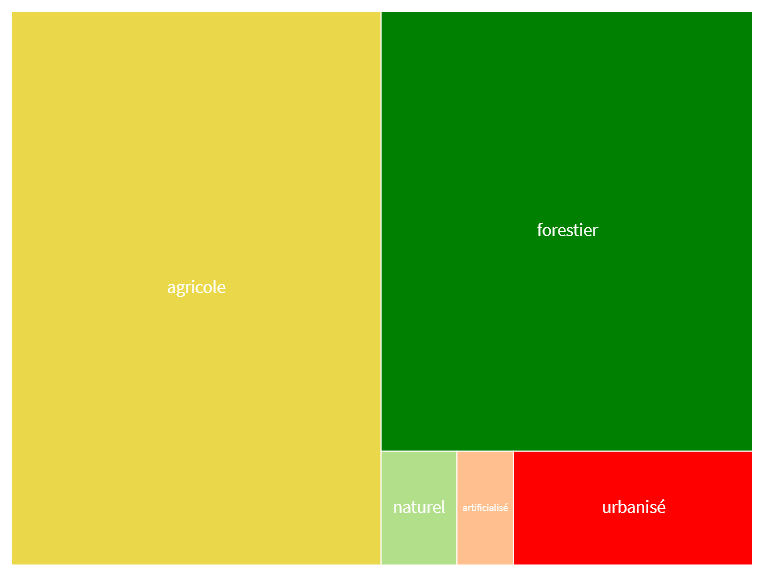 agricole
forestier
naturel
artificialisé
urbanisé